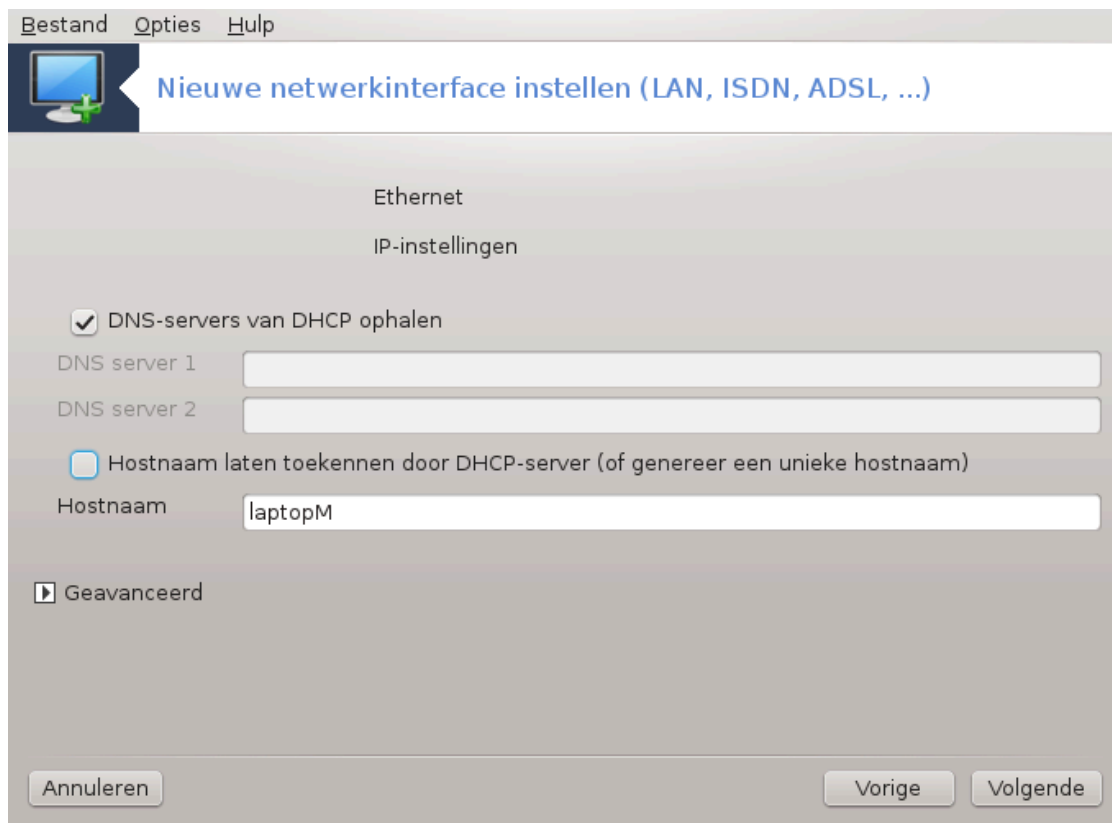 Bestand Opties Hulp
Nieuwe netwerkinterface instellen (LAN, ISDN, ADSL, ...)
Ethernet
IP-instellingen
DNS-servers van DHCP ophalen
DNS server 1
DNS server 2
Hostnaam laten toekennen door DHCP-server (of genereer een unieke hostnaam)
Hostnaam laptopM
Geavanceerd
Annuleren Vorige Volgende